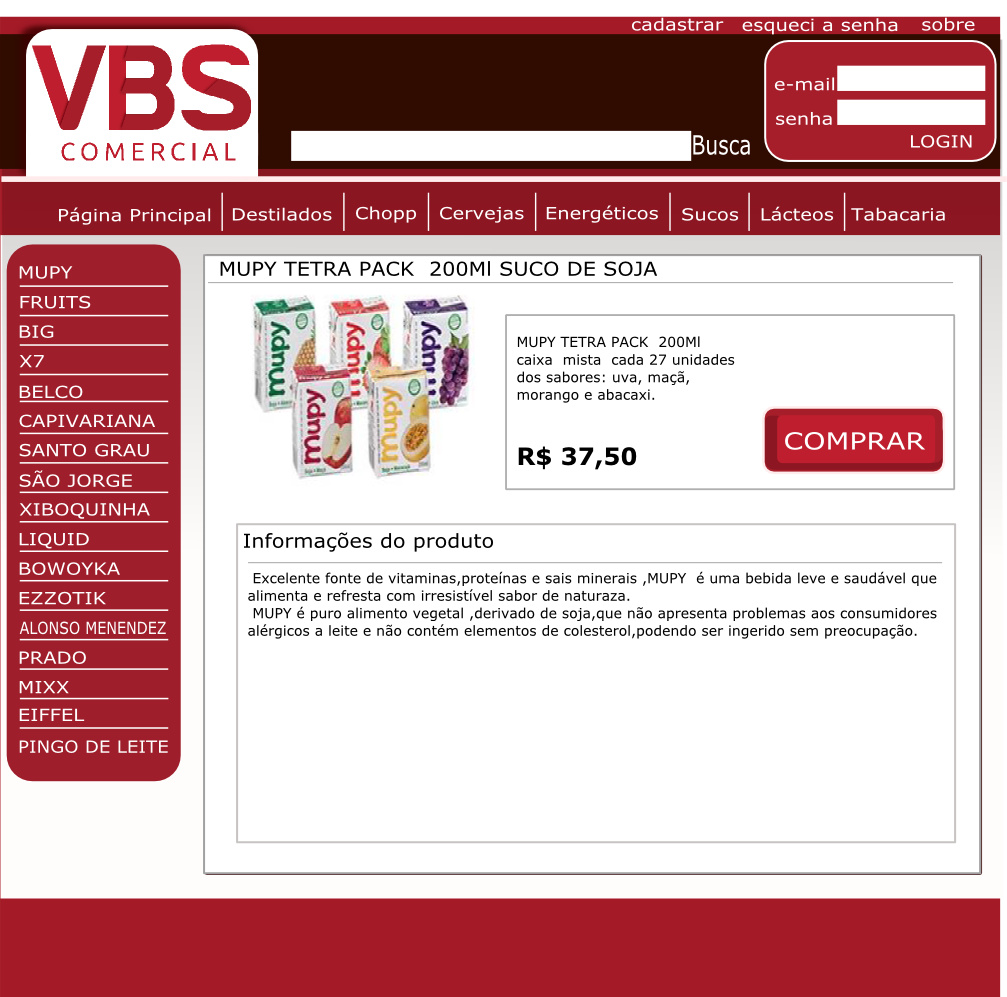 cadastrar esqueci a senha sobre
VBS
COMERCIAL
e-mail
senha
LOGIN
Busca
Página Principal Destilados Chopp Cervejas Energéticos Sucos Lácteos Tabacaria
MUPY
FRUITS
BIG
X7
BELCO
CAPIVARIANA
SANTO GRAU
SÃO JORGE
XIBOQUINHA
LIQUID
BOWOYKA
EZZOTIK
ALONSO MENENDEZ
PRADO
MIXX
EIFFEL
PINGO DE LEITE
MUPY TETRA PACK  200Ml SUCO DE SOJA
mupy
mupy
mupy
mupy
mupy
MUPY TETRA PACK  200Ml
caixa  mista  cada 27 unidades
dos sabores: uva, maçã,
morango e abacaxi.
R$ 37,50
COMPRAR
Informações do produto
Excelente fonte de vitaminas,proteínas e sais minerais ,MUPY  é uma bebida leve e saudável que
alimenta e refresta com irresistível sabor de naturaza.
MUPY é puro alimento vegetal ,derivado de soja,que não apresenta problemas aos consumidores
alérgicos a leite e não contém elementos de colesterol,podendo ser ingerido sem preocupação.